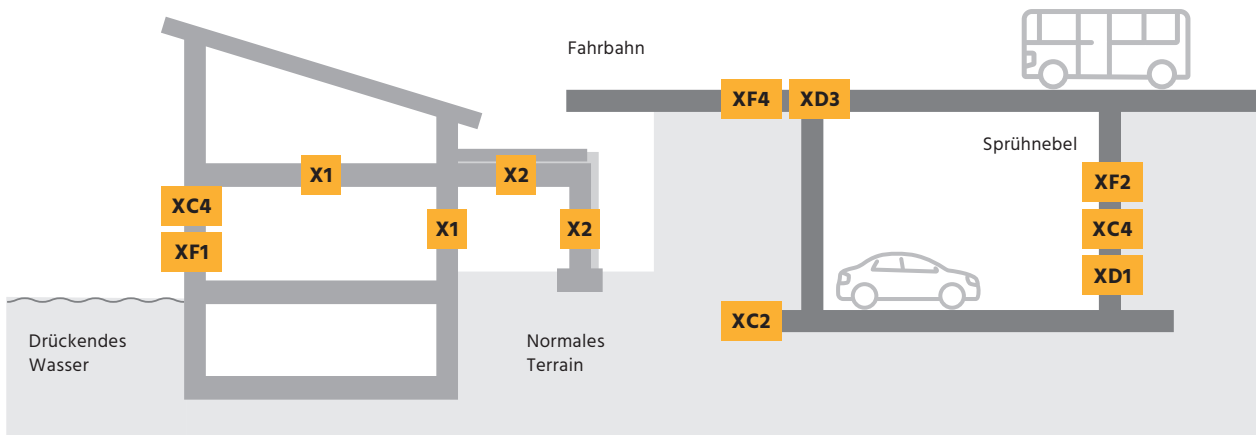 Fahrbahn
XF4
XD3
Sprühnebel
X1
X2
XF2
XC4
X1
X2
XC4
XF1
XD1
XC2
Drückendes
Wasser
Normales
Terrain